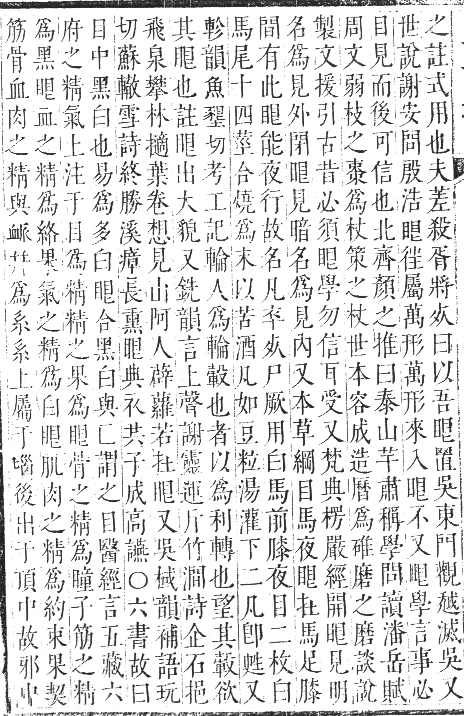 之註式用也夫差殺胥將死曰以吾眼置吳東門觀越滅吳又
世說謝安問殷浩眼往屬萬形萬形來入眼不又眼學言事必
目見而後可信也北齊顏之推曰泰山羊肅稱學問讀潘岳賦
周文弱枝之棗爲杖策之杖世本容成造曆爲碓磨之磨談說
製文援引古昔必須眼學勿信耳受又梵典楞嚴經開眼見明
名爲見外閉眼見暗名爲見內又本草綱目馬夜眼在馬足膝
間有此眼能夜行故名凡卒死尸厥用白馬前膝夜目二枚白
馬尾十四莖合燒爲末以苦酒丸如豆粒湯灌下二丸卽甦又
軫韻魚墾切考工記輪人爲輪轂也者以爲利轉也望其轂欲
其眼也註眼出大貌又銑韻言上聲謝靈運斤竹澗詩企石挹
飛泉攀林摘葉卷想見山阿人薜蘿若在眼又吳棫韻補語玩
切蘇轍雪詩終勝溪瘴長熏眼典衣共子成高讌○六書故曰
目中黑白也易爲多白眼合黑白與匚謂之目醫經言五藏六
府之精氣上注于目爲精精之果爲眼骨之精爲瞳子筋之精
爲黑眼血之精爲絡果氣之精爲白眼肌肉之精爲約束果契
筋骨血肉之精與衇幷爲系系上屬于惱後出于頂中故邪中